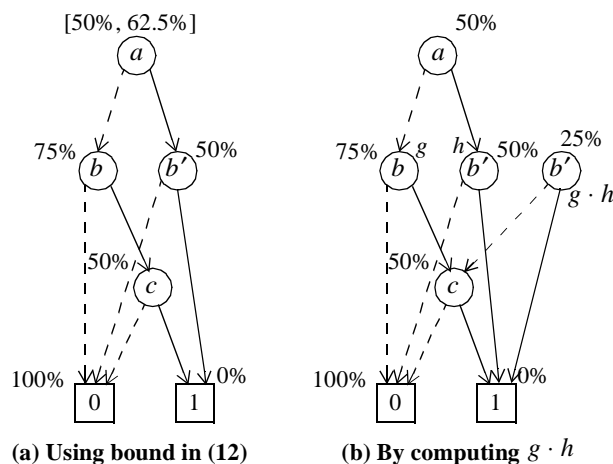 [50%, 62.5%]
a
75%
b
b′
50%
50%
c
100%
0
1
0%
(a) Using bound in (12)
50%
a
75%
b
g
h
b′
50%
25%
b′
g · h
50%
c
100%
0
1
0%
(b) By computing g · h